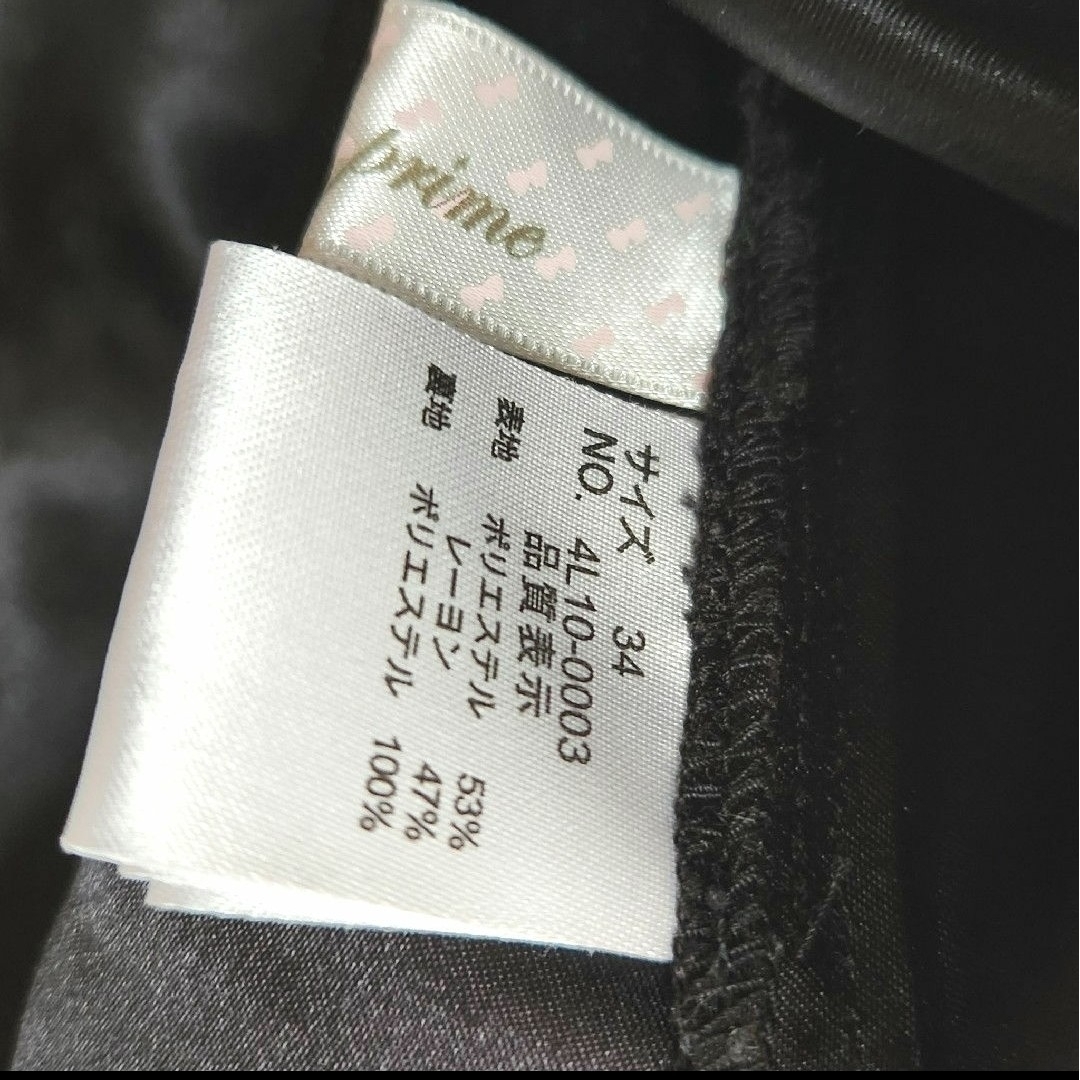 prime
サイズ 34
NO. 4L10-0003
品質表示
表地 ポリエステル 53%
レーヨン 47%
裏地 ポリエステル 100%